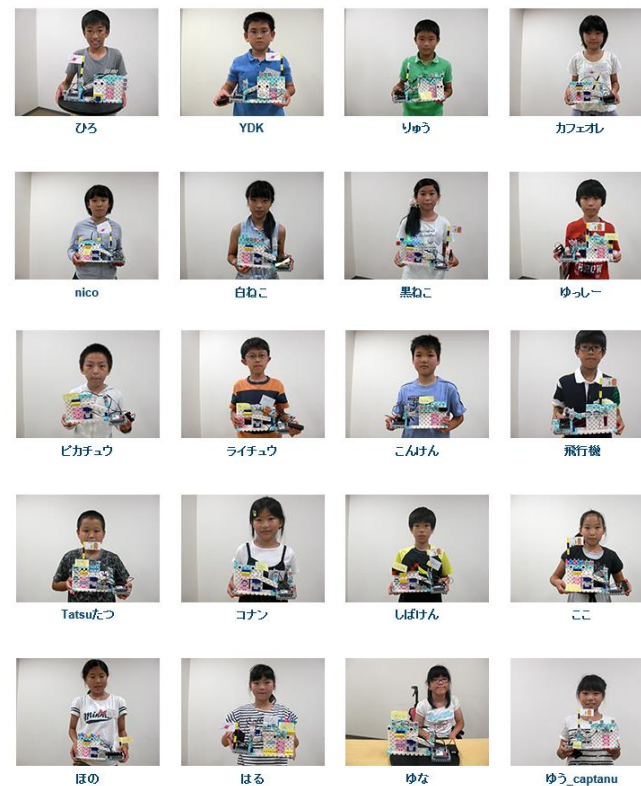 ひろ
YDK
りゅう
カフェオレ
nico
白ねこ
黒ねこ
ゆっしー
ピカチュウ
ライチュウ
こんけん
飛行機
Tatsuたつ
コナン
しばけん
ここ
ほの
はる
ゆな
ゆう_captanu